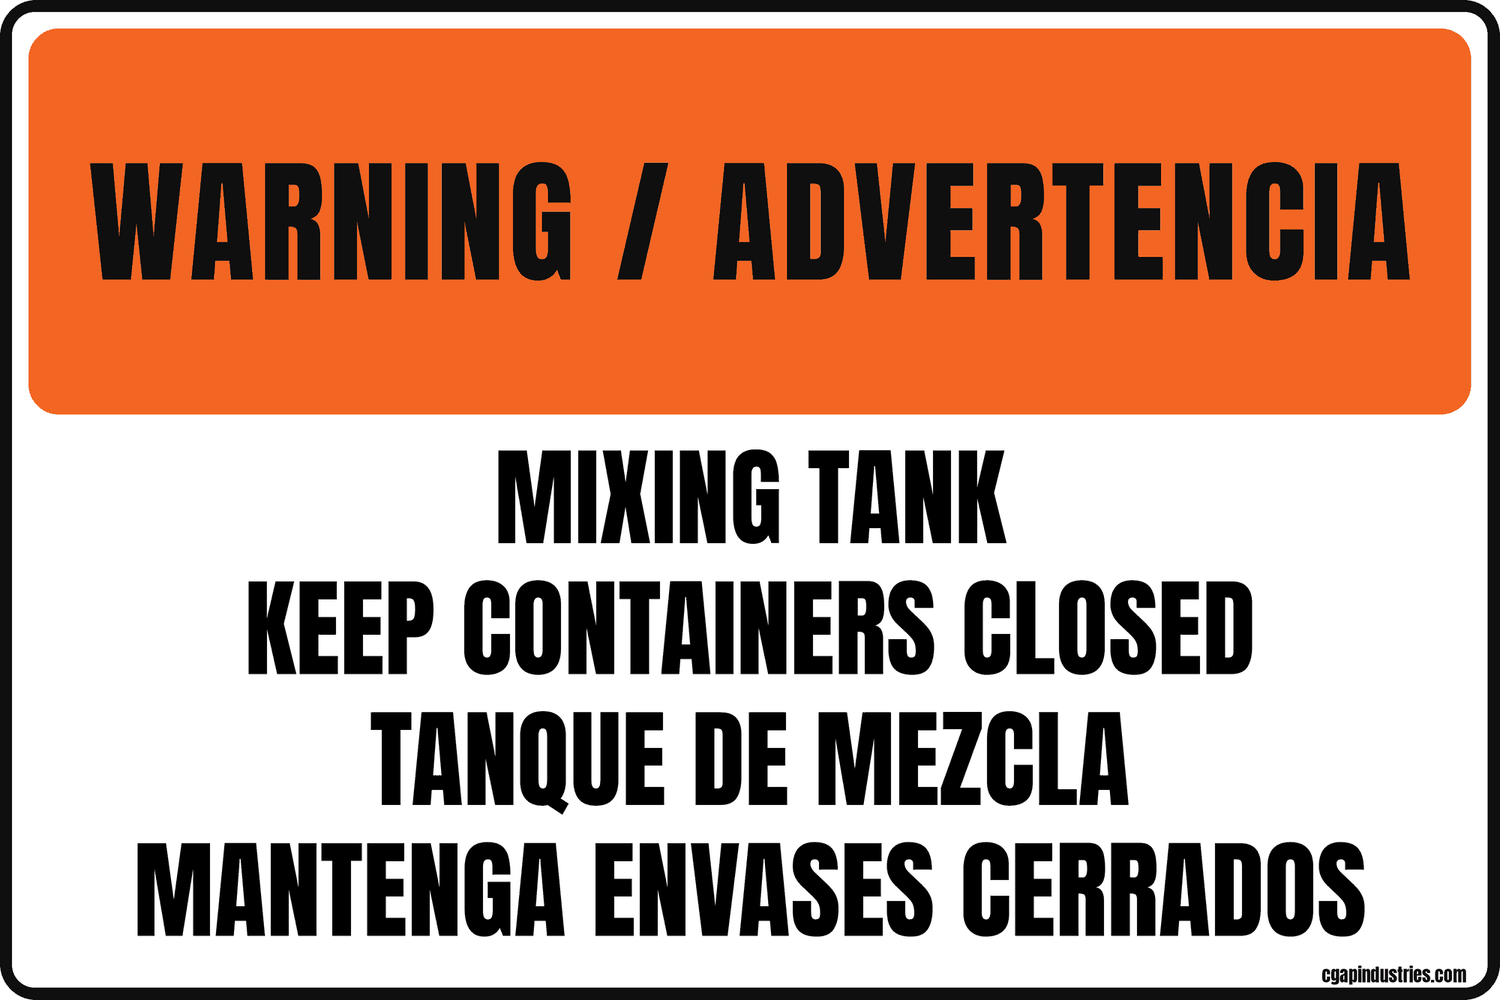 WARNING / ADVERTENCIA
MIXING TANK
KEEP CONTAINERS CLOSED
TANQUE DE MEZCLA
MANTENGA ENVASES CERRADOS
cgapindustries.com